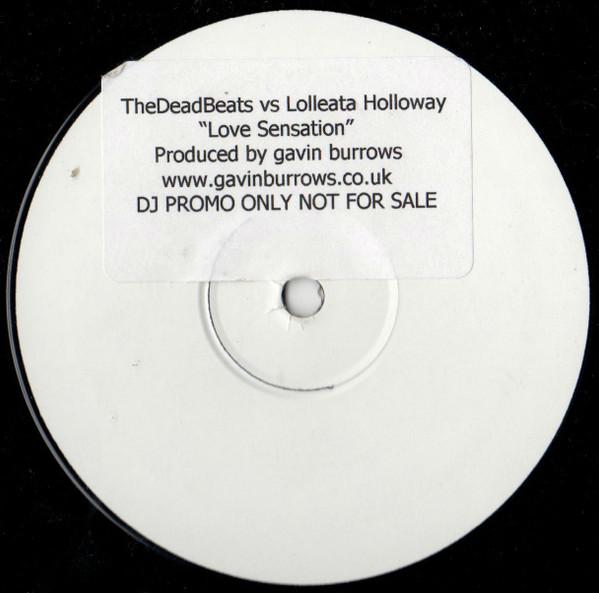 TheDeadBeats vs Lolleata Holloway
“Love Sensation”
Produced by gavin burrows
www.gavinburrows.co.uk
DJ PROMO ONLY NOT FOR SALE